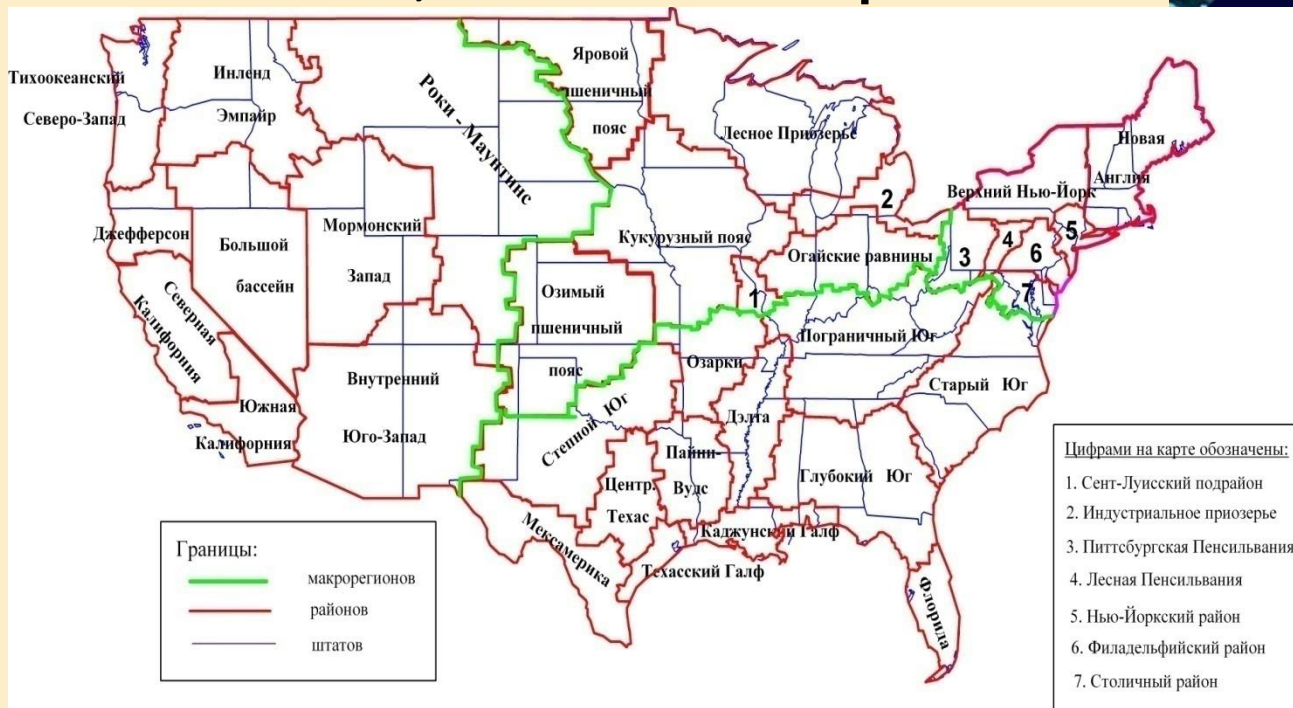 Тихоокеанский
Северо-Запад
Инленд
Эмпайр
Роки - Маунтинс
Яровой
пшеничный
пояс
Лесное Приозерье
Новая
Англия
Верхний Нью-Йорк
Джефферсон
Большой
бассейн
Мормонский
Запад
Кукурузный пояс
Огайские равнины
2
3
4
5
6
7
1
Северная
Калифорния
Южная
Калифорния
Внутренний
Юго-Запад
Озимый
пшеничный
пояс
Степной Юг
Озарки
Пограничный Юг
Старый Юг
Дэлта
Пайни-
Вудс
Глубокий Юг
Центр.
Техас
Мексамерика
Каджунский Галф
Техасский Галф
Флорида
Границы:
макрорегионов
районов
штатов
Цифрами на карте обозначены:
1. Сент-Луисский подрайон
2. Индустриальное приозерье
3. Питтсбургская Пенсильвания
4. Лесная Пенсильвания
5. Нью-Йоркский район
6. Филадельфийский район
7. Столичный район